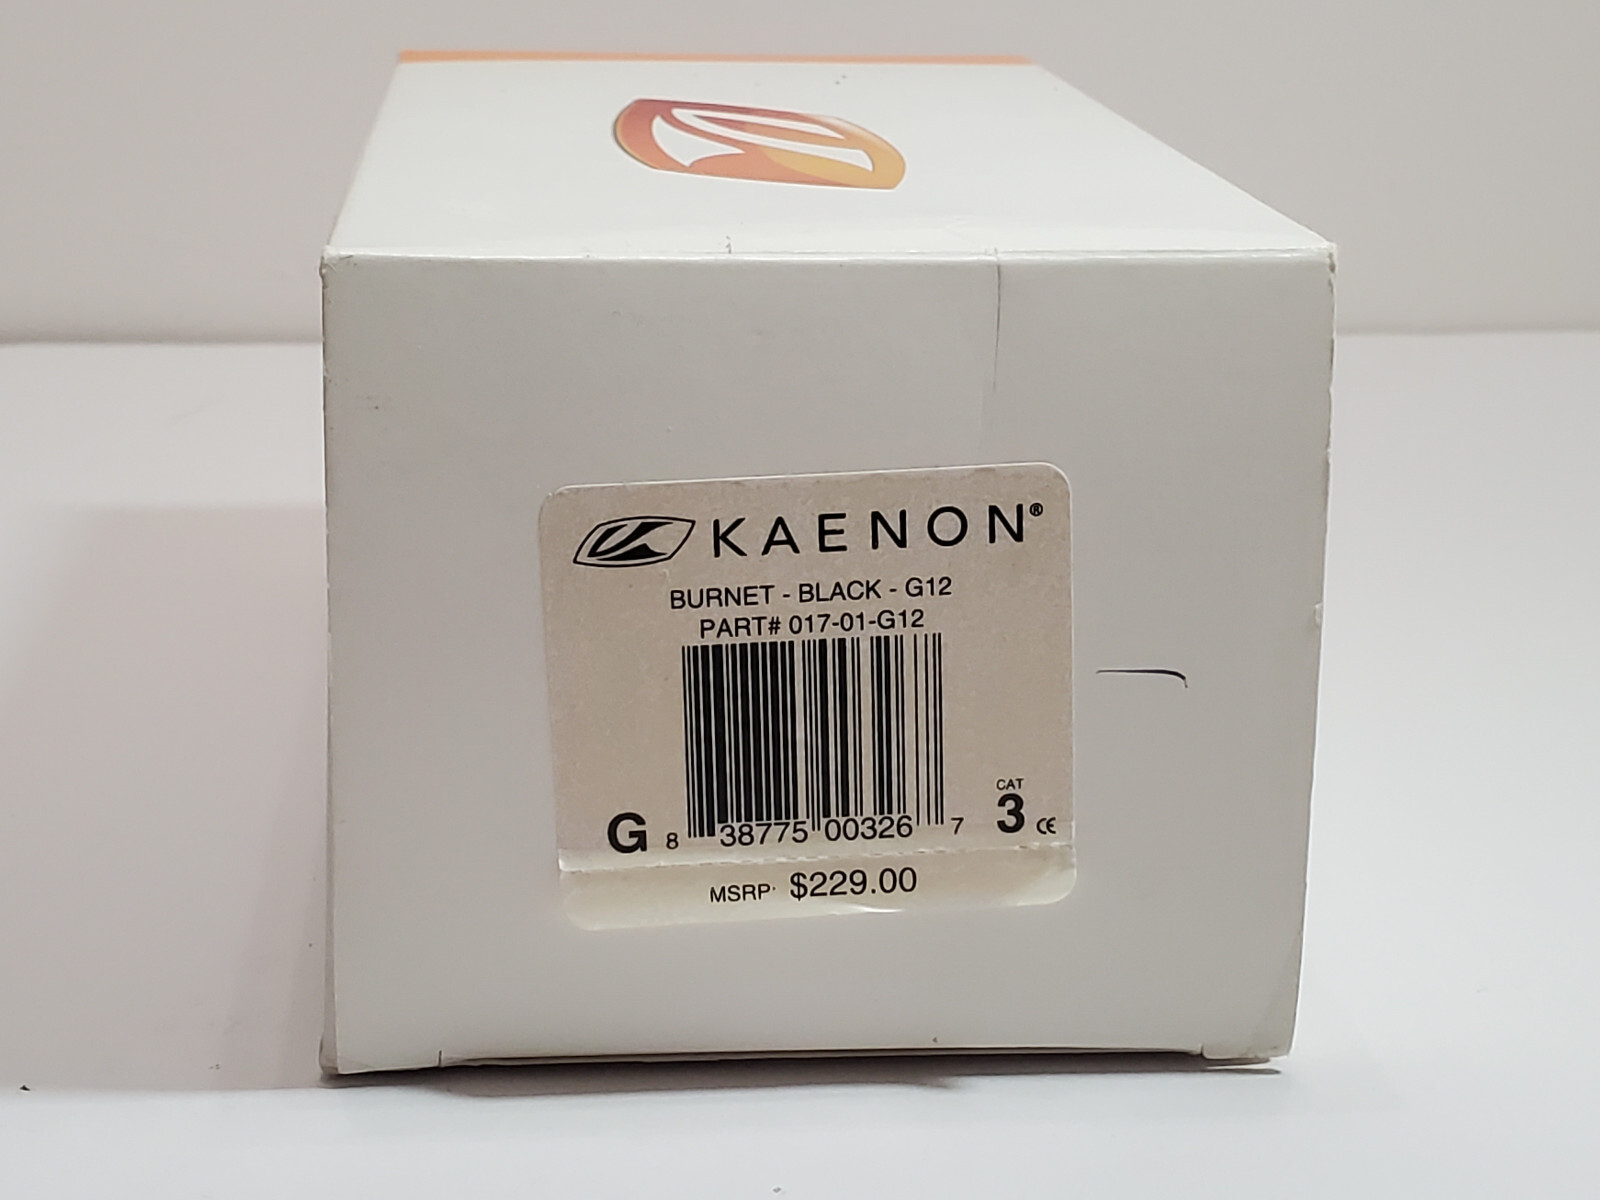 KAENON®
BURNET - BLACK - G12
PART# 017-01-G12
G 8 38775 00326 7
CAT
3 CE
MSRP $229.00